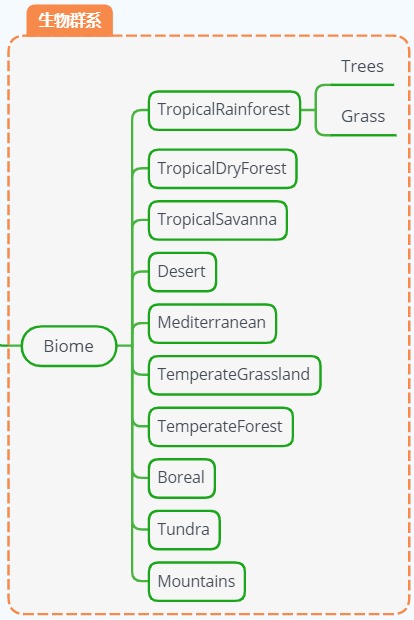 生物群系
Trees
TropicalRainforest
Grass
TropicalDryForest
TropicalSavanna
Desert
Mediterranean
Biome
TemperateGrassland
TemperateForest
Boreal
Tundra
Mountains